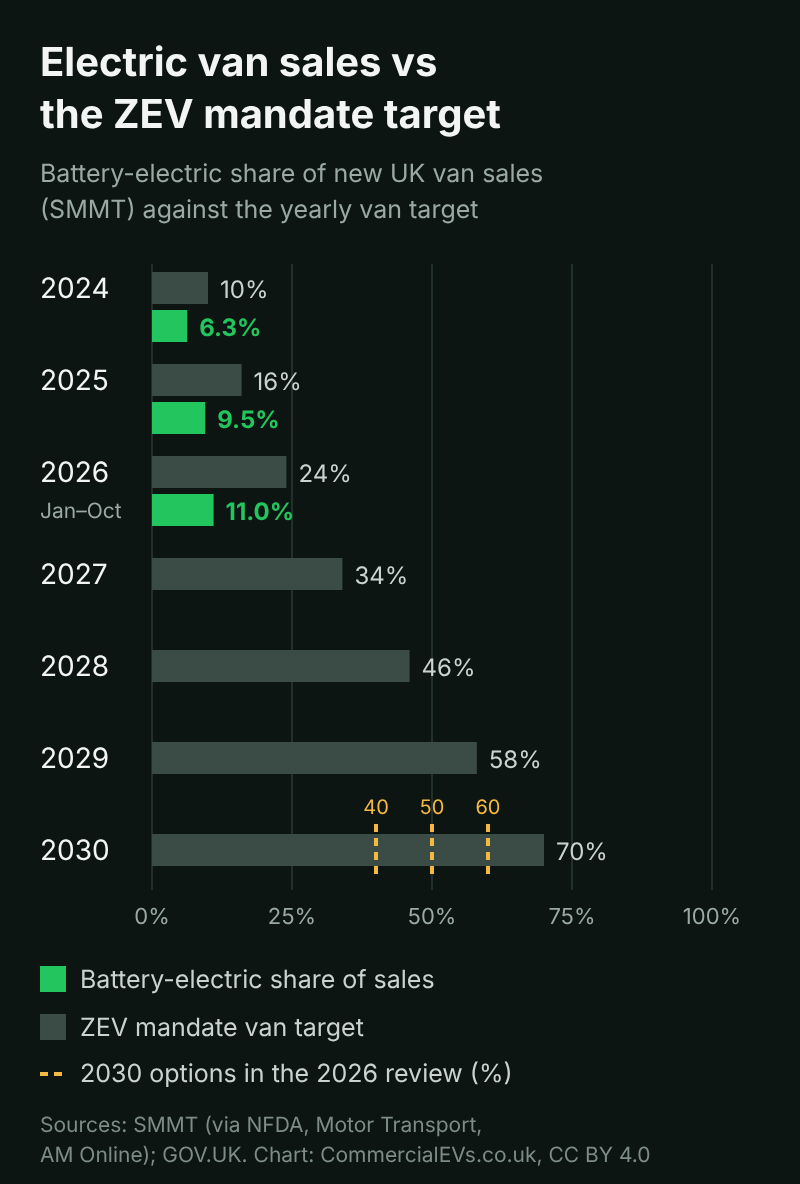 Electric van sales vs
the ZEV mandate target
Battery-electric share of new UK van sales
(SMMT) against the yearly van target
2024
10%
6.3%
2025
16%
9.5%
2026
24%
Jan–Oct
11.0%
2027
34%
2028
46%
2029
58%
40 50 60
2030
70%
0% 25% 50% 75% 100%
Battery-electric share of sales
ZEV mandate van target
2030 options in the 2026 review (%)
Sources: SMMT (via NFDA, Motor Transport,
AM Online); GOV.UK. Chart: CommercialEVs.co.uk, CC BY 4.0